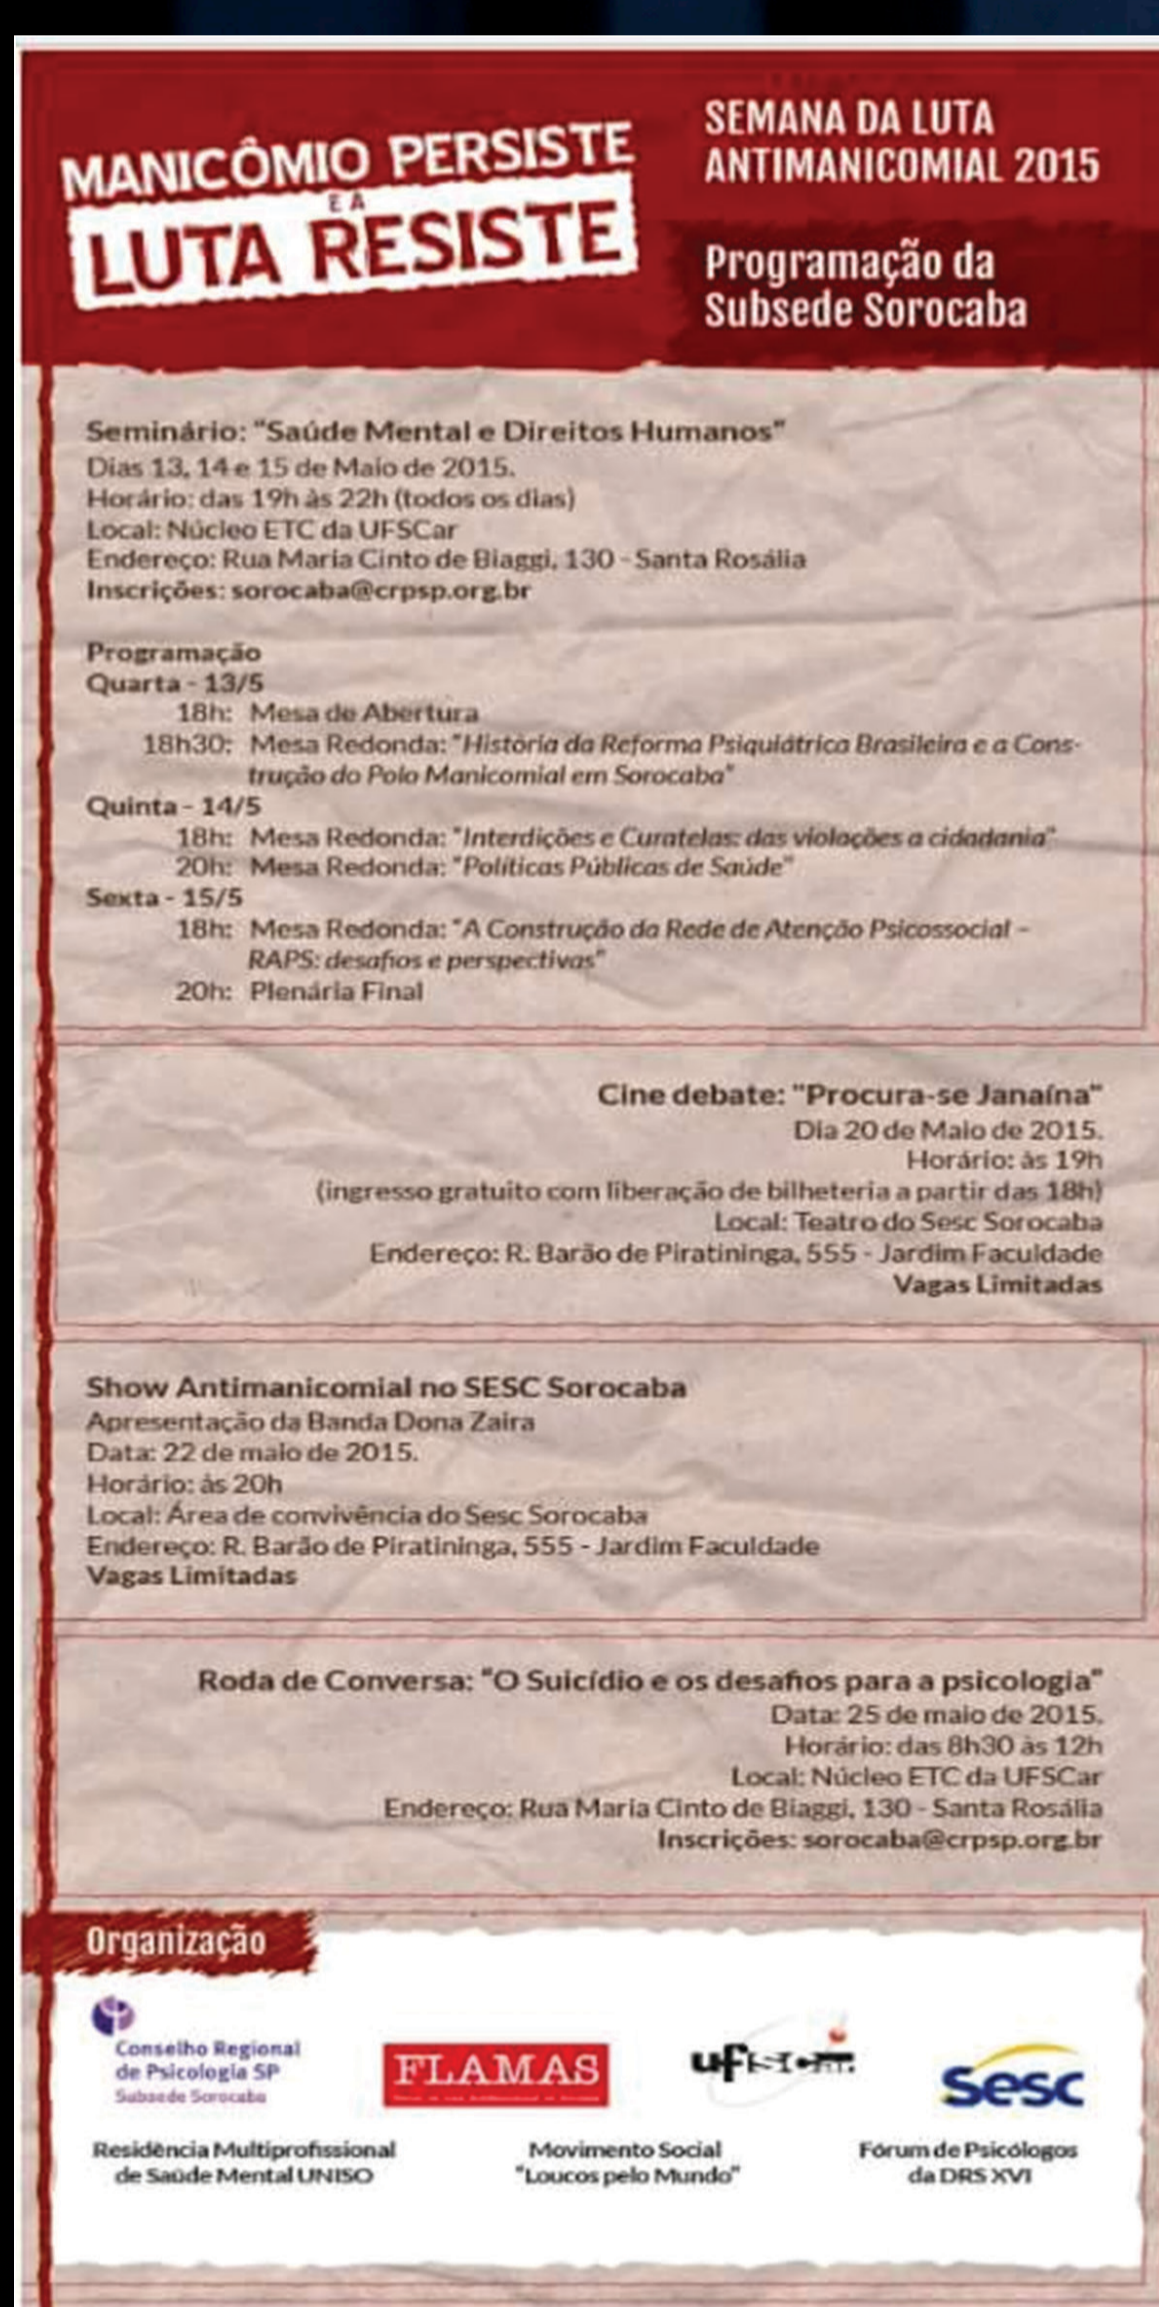 MANICÔMIO PERSISTE
E A
LUTA RESISTE
SEMANA DA LUTA
ANTIMANICOMIAL 2015
Programação da
Subsede Sorocaba
Seminário: "Saúde Mental e Direitos Humanos"
Dias 13, 14 e 15 de Maio de 2015.
Horário: das 19h às 22h (todos os dias)
Local: Núcleo ETC da UFSCar
Endereço: Rua Maria Cinto de Biaggi, 130 - Santa Rosália
Inscrições: sorocaba@crpsp.org.br
Programação
Quarta - 13/5
18h: Mesa de Abertura
18h30: Mesa Redonda: "História da Reforma Psiquiátrica Brasileira e a Cons-
trução do Polo Manicomial em Sorocaba"
Quinta - 14/5
18h: Mesa Redonda: "Interdições e Curatelas: das violações a cidadania"
20h: Mesa Redonda: "Políticas Públicas de Saúde"
Sexta - 15/5
18h: Mesa Redonda: "A Construção da Rede de Atenção Psicossocial –
RAPS: desafios e perspectivas"
20h: Plenária Final
Cine debate: "Procura-se Janaína"
Dia 20 de Maio de 2015.
Horário: às 19h
(ingresso gratuito com liberação de bilheteria a partir das 18h)
Local: Teatro do Sesc Sorocaba
Endereço: R. Barão de Piratininga, 555 - Jardim Faculdade
Vagas Limitadas
Show Antimanicomial no SESC Sorocaba
Apresentação da Banda Dona Zaira
Data: 22 de maio de 2015.
Horário: às 20h
Local: Área de convivência do Sesc Sorocaba
Endereço: R. Barão de Piratininga, 555 - Jardim Faculdade
Vagas Limitadas
Roda de Conversa: "O Suicídio e os desafios para a psicologia"
Data: 25 de maio de 2015.
Horário: das 8h30 às 12h
Local: Núcleo ETC da UFSCar
Endereço: Rua Maria Cinto de Biaggi, 130 - Santa Rosália
Inscrições: sorocaba@crpsp.org.br
Organização
Conselho Regional
de Psicologia SP
Subsede Sorocaba
FLAMAS
ufscar
Sesc
Residência Multiprofissional
de Saúde Mental UNISO
Movimento Social
"Loucos pelo Mundo"
Fórum de Psicólogos
da DRS XVI